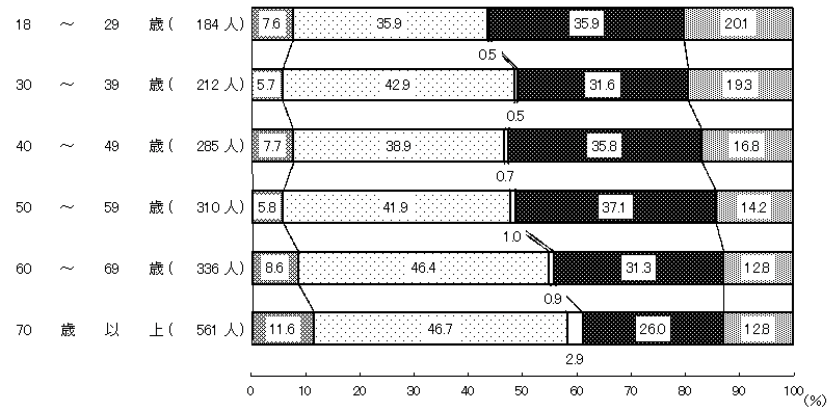 18 ～ 29 歳( 184 人) 7.6 35.9 35.9 20.1
0.5
30 ～ 39 歳( 212 人) 5.7 42.9 31.6 19.3
0.5
40 ～ 49 歳( 285 人) 7.7 38.9 35.8 16.8
0.7
50 ～ 59 歳( 310 人) 5.8 41.9 37.1 14.2
1.0
60 ～ 69 歳( 336 人) 8.6 46.4 31.3 12.8
0.9
70 歳 以 上( 561 人) 11.6 46.7 26.0 12.8
2.9
0 10 20 30 40 50 60 70 80 90 100
(%)